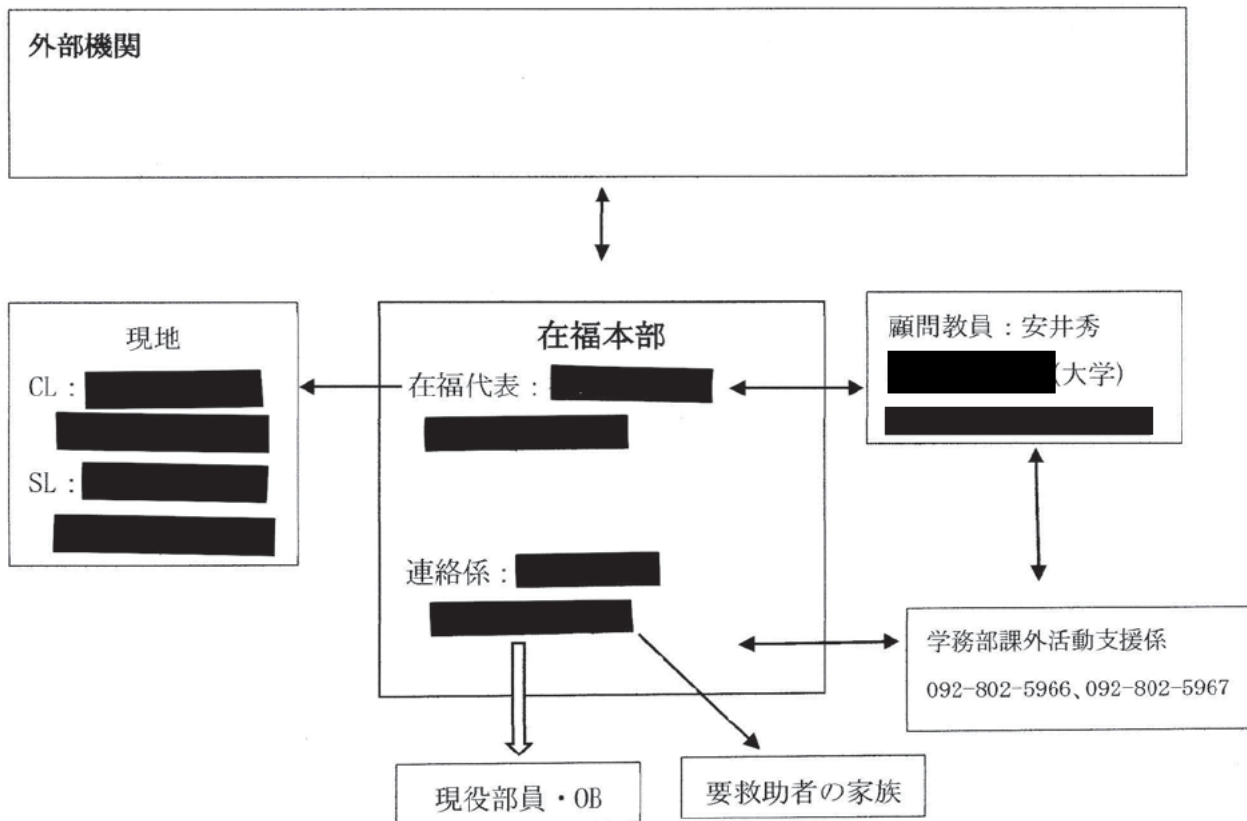 外部機関
現地
CL：
SL：
在福本部
在福代表：
連絡係：
顧問教員：安井秀
(大学)
学務部課外活動支援係
092-802-5966、092-802-5967
現役部員・OB
要救助者の家族